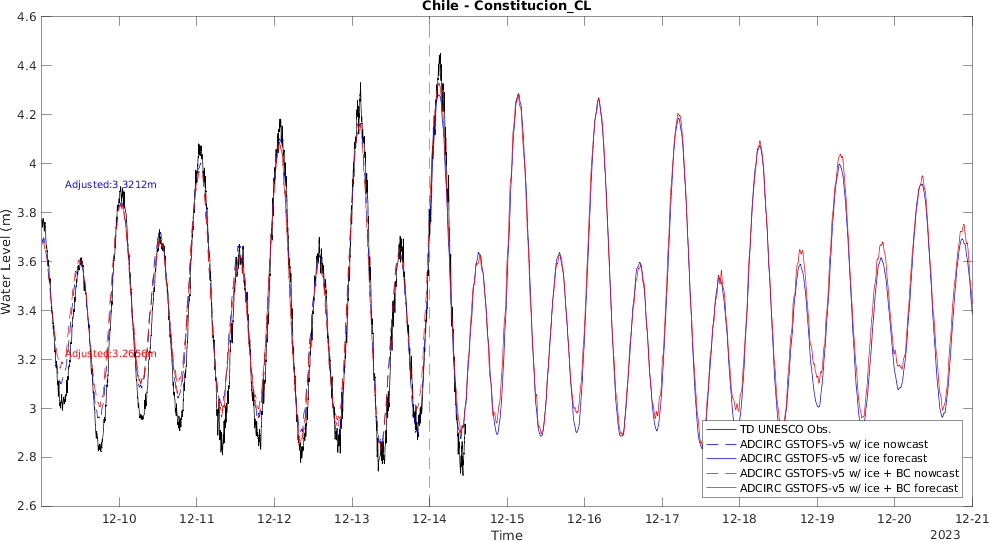 Chile - Constitucion_CL
4.6
4.4
4.2
4
3.8
3.6
3.4
3.2
3
2.8
2.6
Water Level (m)
Adjusted:3.3212m
Adjusted:3.2656m
TD UNESCO Obs.
ADCIRC GSTOFS-v5 w/ ice nowcast
ADCIRC GSTOFS-v5 w/ ice forecast
ADCIRC GSTOFS-v5 w/ ice + BC nowcast
ADCIRC GSTOFS-v5 w/ ice + BC forecast
12-10 12-11 12-12 12-13 12-14 12-15 12-16 12-17 12-18 12-19 12-20 12-21
Time
2023